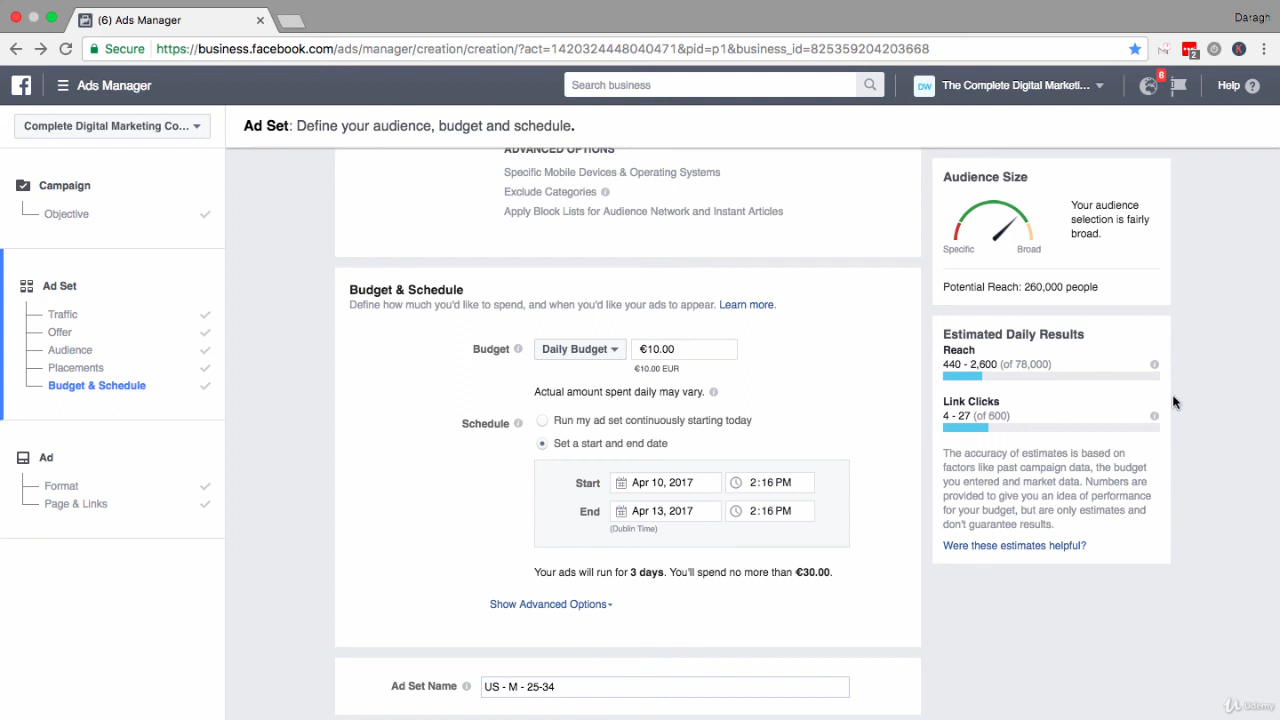 (6) Ads Manager
Daragh
Secure https://business.facebook.com/ads/manager/creation/creation/?act=1420324448040471&pid=p1&business_id=825359204203668
2
K
Ads Manager
Search business
DW The Complete Digital Marketi...
6
Help
Complete Digital Marketing Co...
Ad Set: Define your audience, budget and schedule.
Campaign
Objective
Ad Set
Traffic
Offer
Audience
Placements
Budget & Schedule
Ad
Format
Page & Links
ADVANCED OPTIONS
Specific Mobile Devices & Operating Systems
Exclude Categories
Apply Block Lists for Audience Network and Instant Articles
Budget & Schedule
Define how much you'd like to spend, and when you'd like your ads to appear. Learn more.
Budget Daily Budget €10.00
€10.00 EUR
Actual amount spent daily may vary.
Schedule Run my ad set continuously starting today
Set a start and end date
Start Apr 10, 2017 2:16 PM
End Apr 13, 2017 2:16 PM
(Dublin Time)
Your ads will run for 3 days. You'll spend no more than €30.00.
Show Advanced Options
Ad Set Name US - M - 25-34
Audience Size
Your audience
selection is fairly
broad.
Specific Broad
Potential Reach: 260,000 people
Estimated Daily Results
Reach
440 - 2,600 (of 78,000)
Link Clicks
4 - 27 (of 600)
The accuracy of estimates is based on
factors like past campaign data, the budget
you entered and market data. Numbers are
provided to give you an idea of performance
for your budget, but are only estimates and
don't guarantee results.
Were these estimates helpful?
Udemy